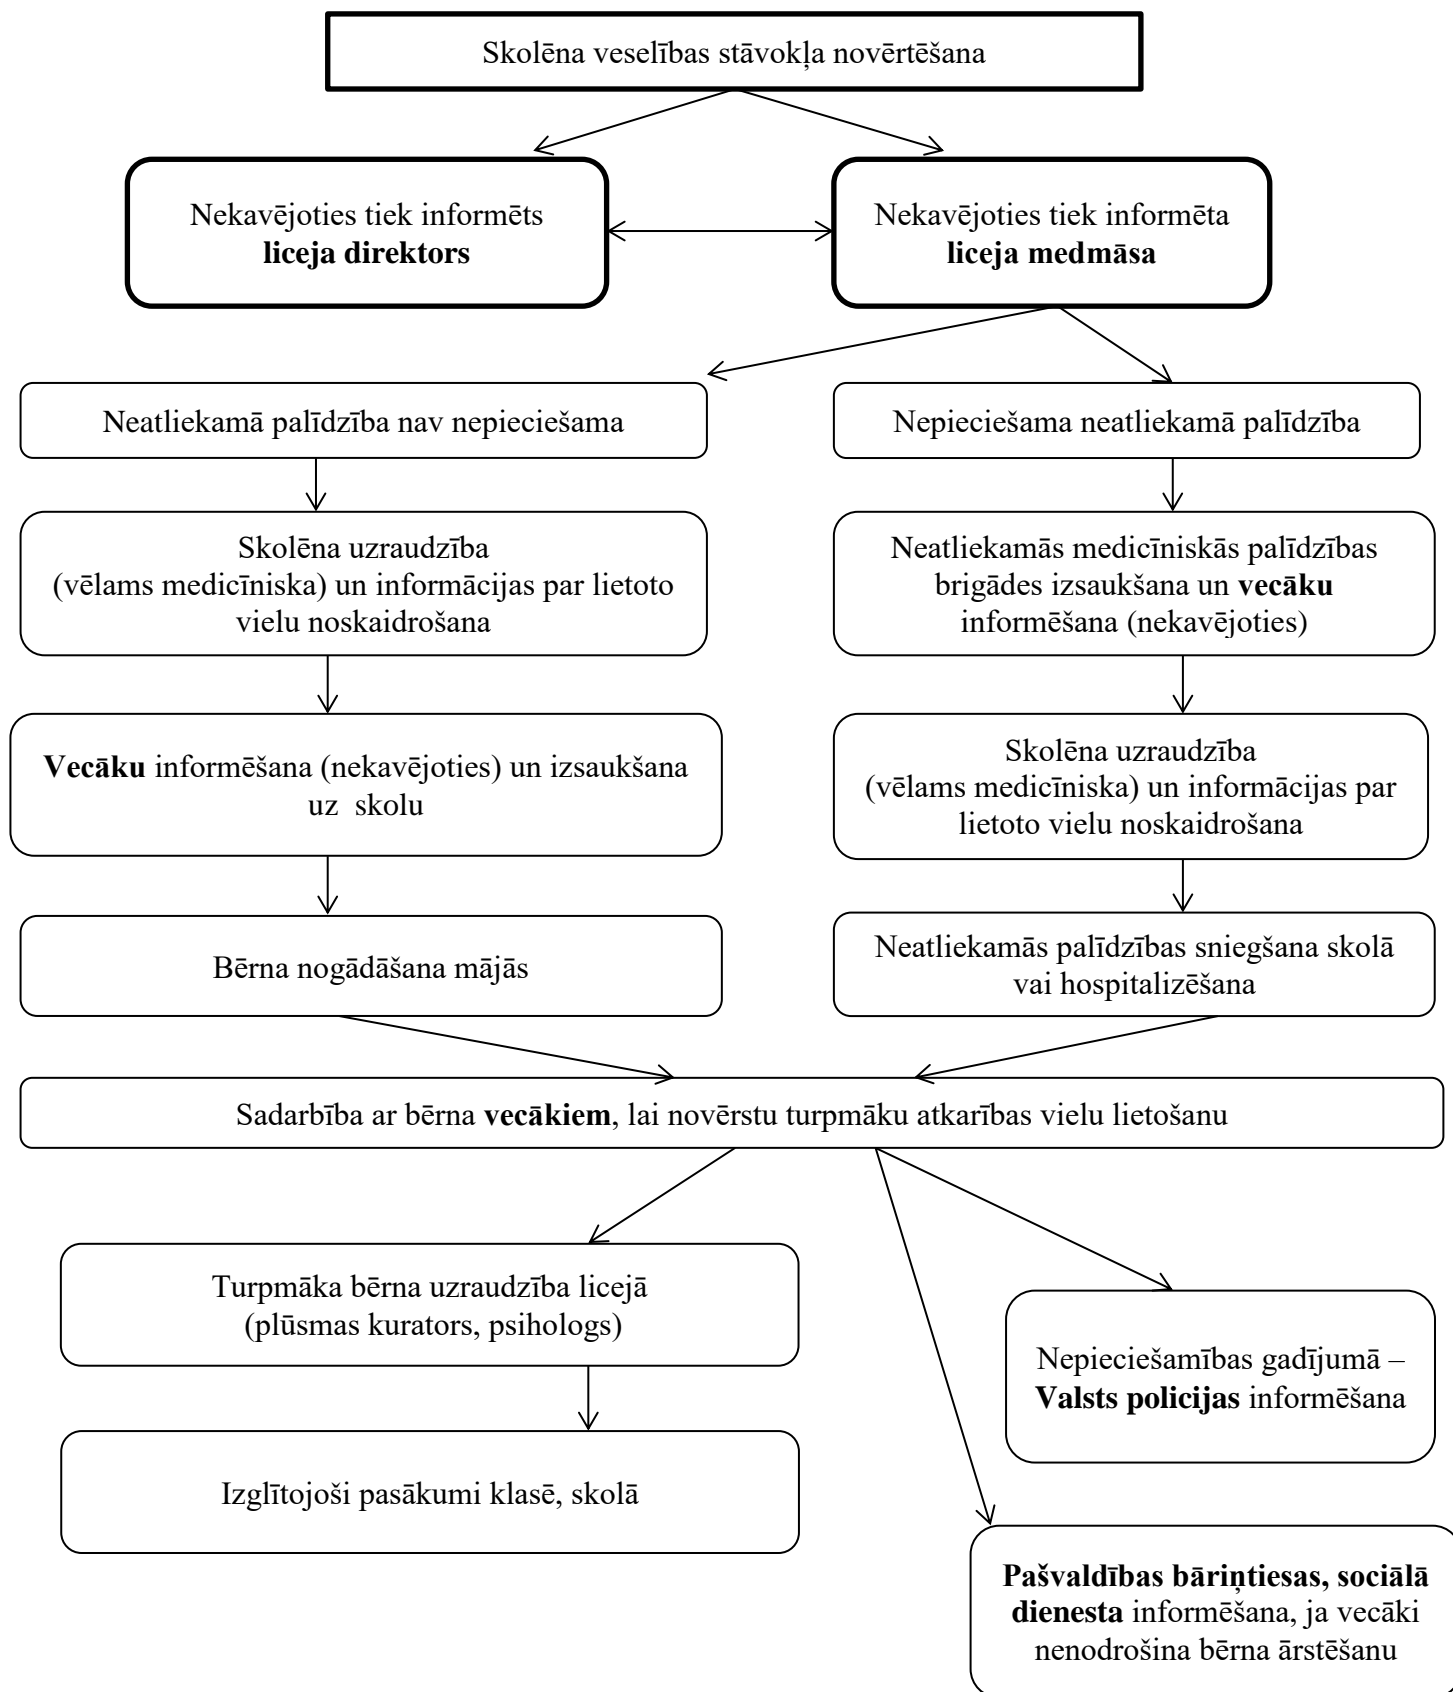 Skolēna veselības stāvokļa novērtēšana
Nekavējoties tiek informēts
liceja direktors
Nekavējoties tiek informēta
liceja medmāsa
Neatliekamā palīdzība nav nepieciešama
Nepieciešama neatliekamā palīdzība
Skolēna uzraudzība
(vēlams medicīniska) un informācijas par lietoto
vielu noskaidrošana
Neatliekamās medicīniskās palīdzības
brigādes izsaukšana un vecāku
informēšana (nekavējoties)
Vecāku informēšana (nekavējoties) un izsaukšana
uz skolu
Skolēna uzraudzība
(vēlams medicīniska) un informācijas par
lietoto vielu noskaidrošana
Bērna nogādāšana mājās
Neatliekamās palīdzības sniegšana skolā
vai hospitalizēšana
Sadarbība ar bērna vecākiem, lai novērstu turpmāku atkarības vielu lietošanu
Turpmāka bērna uzraudzība licejā
(plūsmas kurators, psihologs)
Nepieciešamības gadījumā –
Valsts policijas informēšana
Izglītojoši pasākumi klasē, skolā
Pašvaldības bāriņtiesas, sociālā
dienesta informēšana, ja vecāki
nenodrošina bērna ārstēšanu